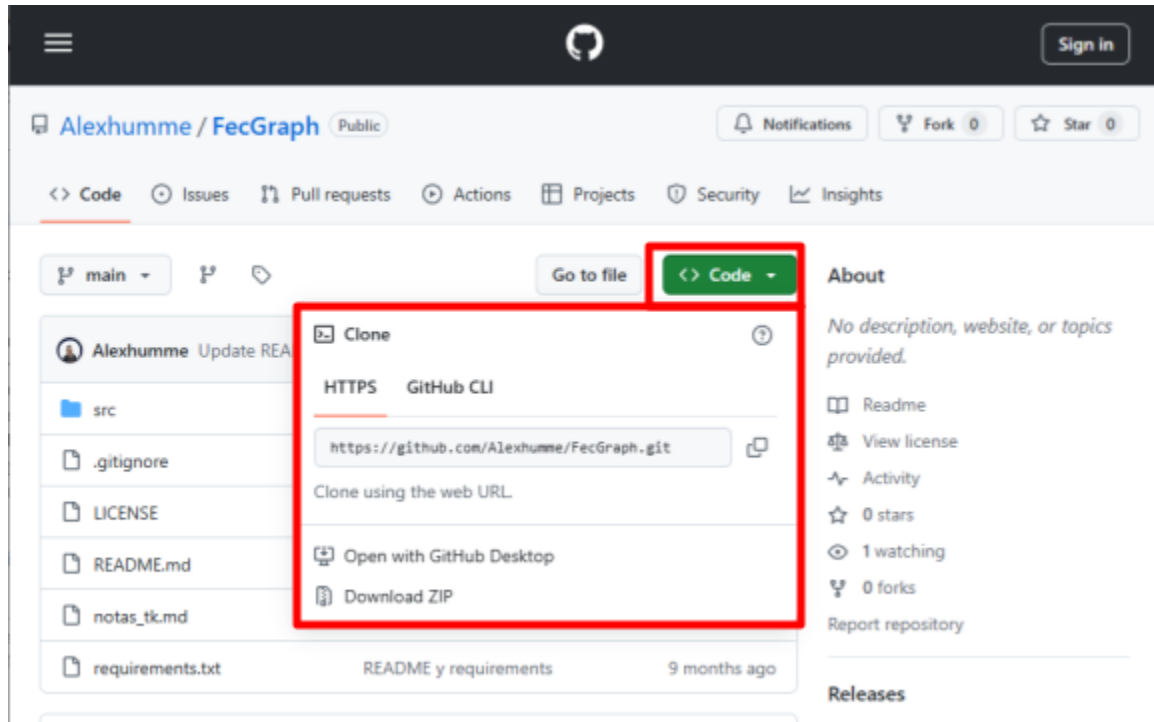 Sign in
Alexhumme / FecGraph Public
Notifications Fork 0 Star 0
Code Issues Pull requests Actions Projects Security Insights
main Go to file Code
About
No description, website, or topics
provided.
Readme
View license
Activity
0 stars
1 watching
0 forks
Report repository
Releases
Alexhumme Update REA
src
.gitignore
LICENSE
README.md
notas_tk.md
requirements.txt README y requirements 9 months ago
Clone
HTTPS GitHub CLI
https://github.com/Alexhumme/FecGraph.git
Clone using the web URL.
Open with GitHub Desktop
Download ZIP